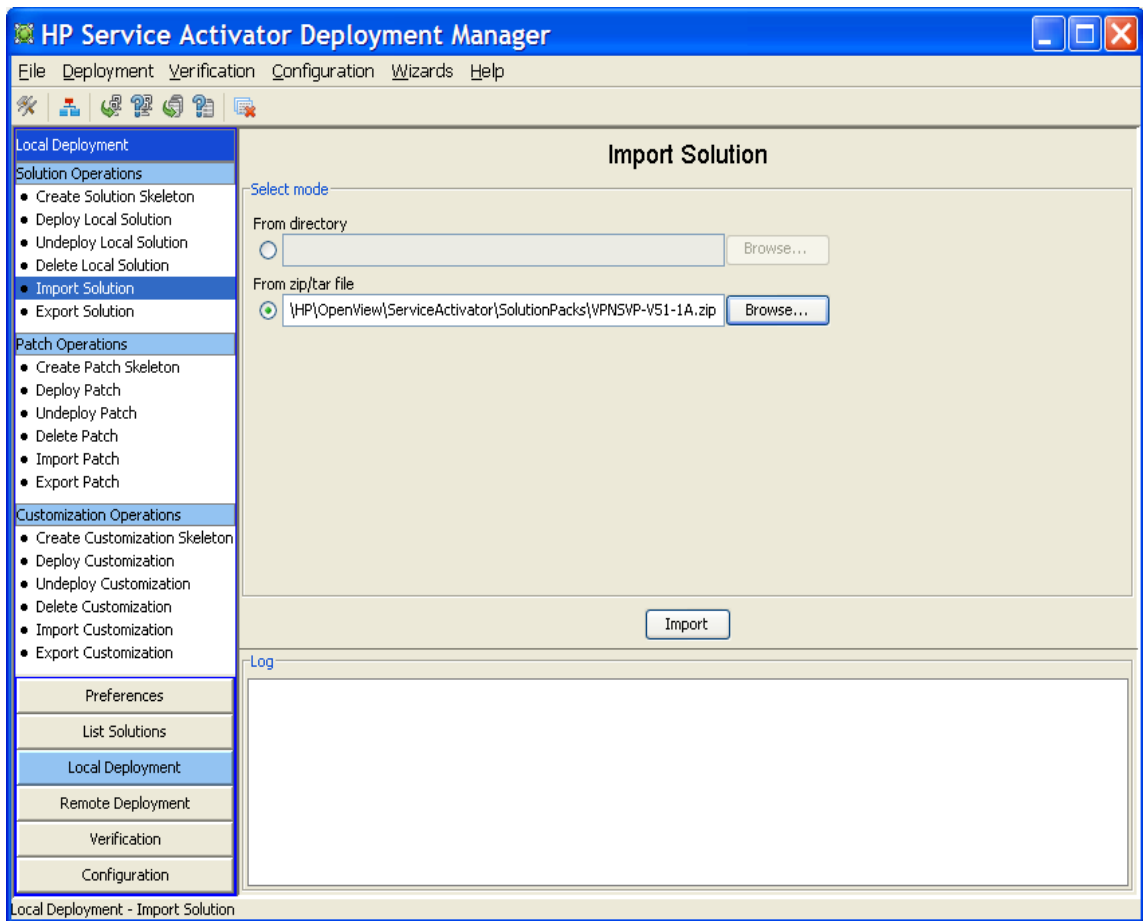 HP Service Activator Deployment Manager
File Deployment Verification Configuration Wizards Help
Local Deployment
Solution Operations
Create Solution Skeleton
Deploy Local Solution
Undeploy Local Solution
Delete Local Solution
Import Solution
Export Solution
Patch Operations
Create Patch Skeleton
Deploy Patch
Undeploy Patch
Delete Patch
Import Patch
Export Patch
Customization Operations
Create Customization Skeleton
Deploy Customization
Undeploy Customization
Delete Customization
Import Customization
Export Customization
Preferences
List Solutions
Local Deployment
Remote Deployment
Verification
Configuration
Import Solution
Select mode
From directory
Browse...
From zip/tar file
\HP\OpenView\ServiceActivator\SolutionPacks\VPNSVP-V51-1A.zip
Browse...
Import
Log
Local Deployment - Import Solution